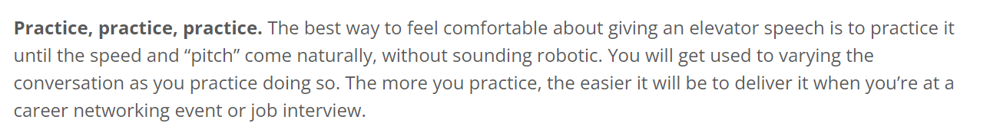 Practice, practice, practice. The best way to feel comfortable about giving an elevator speech is to practice it
until the speed and “pitch” come naturally, without sounding robotic. You will get used to varying the
conversation as you practice doing so. The more you practice, the easier it will be to deliver it when you’re at a
career networking event or job interview.